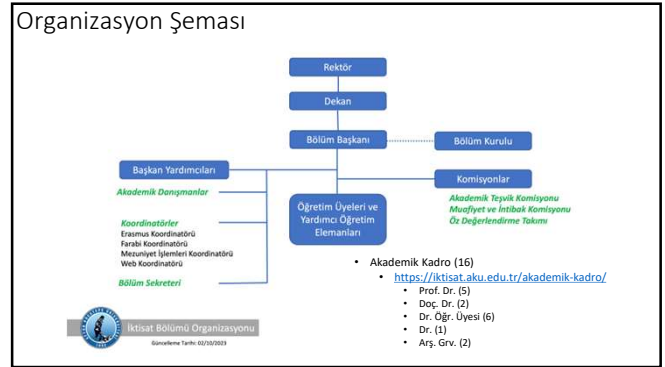 Organizasyon Şeması
Rektör
Dekan
Bölüm Başkanı
Bölüm Kurulu
Başkan Yardımcıları
Komisyonlar
Akademik Danışmanlar
Akademik Teşvik Komisyonu
Muafiyet ve İntibak Komisyonu
Öz Değerlendirme Takımı
Öğretim Üyeleri ve
Yardımcı Öğretim
Elemanları
Koordinatörler
Erasmus Koordinatörü
Farabi Koordinatörü
Mezuniyet İşlemleri Koordinatörü
Web Koordinatörü
Bölüm Sekreteri
• Akademik Kadro (16)
• https://iktisat.aku.edu.tr/akademik-kadro/
• Prof. Dr. (5)
• Doç. Dr. (2)
• Dr. Öğr. Üyesi (6)
• Dr. (1)
• Arş. Grv. (2)
İktisat Bölümü Organizasyonu
Güncelleme Tarihi: 02/10/2023